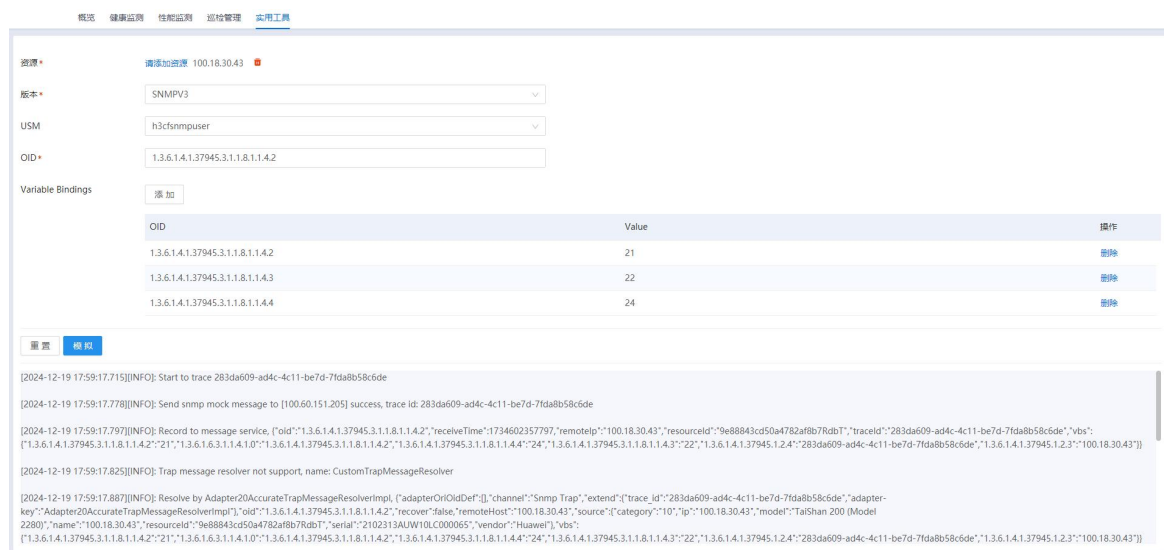 概览 健康监测 性能监测 巡检管理 实用工具
资源* 请添加资源 100.18.30.43
版本* SNMPV3
USM h3cfsnmpuser
OID* 1.3.6.1.4.1.37945.3.1.1.8.1.1.4.2
Variable Bindings 添 加
OID Value 操作
1.3.6.1.4.1.37945.3.1.1.8.1.1.4.2 21 删除
1.3.6.1.4.1.37945.3.1.1.8.1.1.4.3 22 删除
1.3.6.1.4.1.37945.3.1.1.8.1.1.4.4 24 删除
重 置 模 拟
[2024-12-19 17:59:17.715][INFO]: Start to trace 283da609-ad4c-4c11-be7d-7fda8b58c6de
[2024-12-19 17:59:17.778][INFO]: Send snmp mock message to [100.60.151.205] success, trace id: 283da609-ad4c-4c11-be7d-7fda8b58c6de
[2024-12-19 17:59:17.797][INFO]: Record to message service, {"oid":"1.3.6.1.4.1.37945.3.1.1.8.1.1.4.2","receiveTime":1734602357797,"remoteIp":"100.18.30.43","resourceId":"9e88843cd50a4782af8b7RdbT","traceId":"283da609-ad4c-4c11-be7d-7fda8b58c6de","vbs":
{"1.3.6.1.4.1.37945.3.1.1.8.1.1.4.2":"21","1.3.6.1.6.3.1.1.4.1.0":"1.3.6.1.4.1.37945.3.1.1.8.1.1.4.2","1.3.6.1.4.1.37945.3.1.1.8.1.1.4.4":"24","1.3.6.1.4.1.37945.3.1.1.8.1.1.4.3":"22","1.3.6.1.4.1.37945.1.2.4":"283da609-ad4c-4c11-be7d-7fda8b58c6de","1.3.6.1.4.1.37945.1.2.3":"100.18.30.43"}}
[2024-12-19 17:59:17.825][INFO]: Trap message resolver not support, name: CustomTrapMessageResolver
[2024-12-19 17:59:17.887][INFO]: Resolve by Adapter20AccurateTrapMessageResolverImpl, {"adapterOriOidDef":[],"channel":"Snmp Trap","extend":{"trace_id":"283da609-ad4c-4c11-be7d-7fda8b58c6de","adapter-
key":"Adapter20AccurateTrapMessageResolverImpl"},"oid":"1.3.6.1.4.1.37945.3.1.1.8.1.1.4.2","recover":false,"remoteHost":"100.18.30.43","source":{"category":"10","ip":"100.18.30.43","model":"TaiShan 200 (Model
2280)","name":"100.18.30.43","resourceId":"9e88843cd50a4782af8b7RdbT","serial":"2102313AUW10LC000065","vendor":"Huawei"},"vbs":
{"1.3.6.1.4.1.37945.3.1.1.8.1.1.4.2":"21","1.3.6.1.6.3.1.1.4.1.0":"1.3.6.1.4.1.37945.3.1.1.8.1.1.4.2","1.3.6.1.4.1.37945.3.1.1.8.1.1.4.4":"24","1.3.6.1.4.1.37945.3.1.1.8.1.1.4.3":"22","1.3.6.1.4.1.37945.1.2.4":"283da609-ad4c-4c11-be7d-7fda8b58c6de","1.3.6.1.4.1.37945.1.2.3":"100.18.30.43"}}